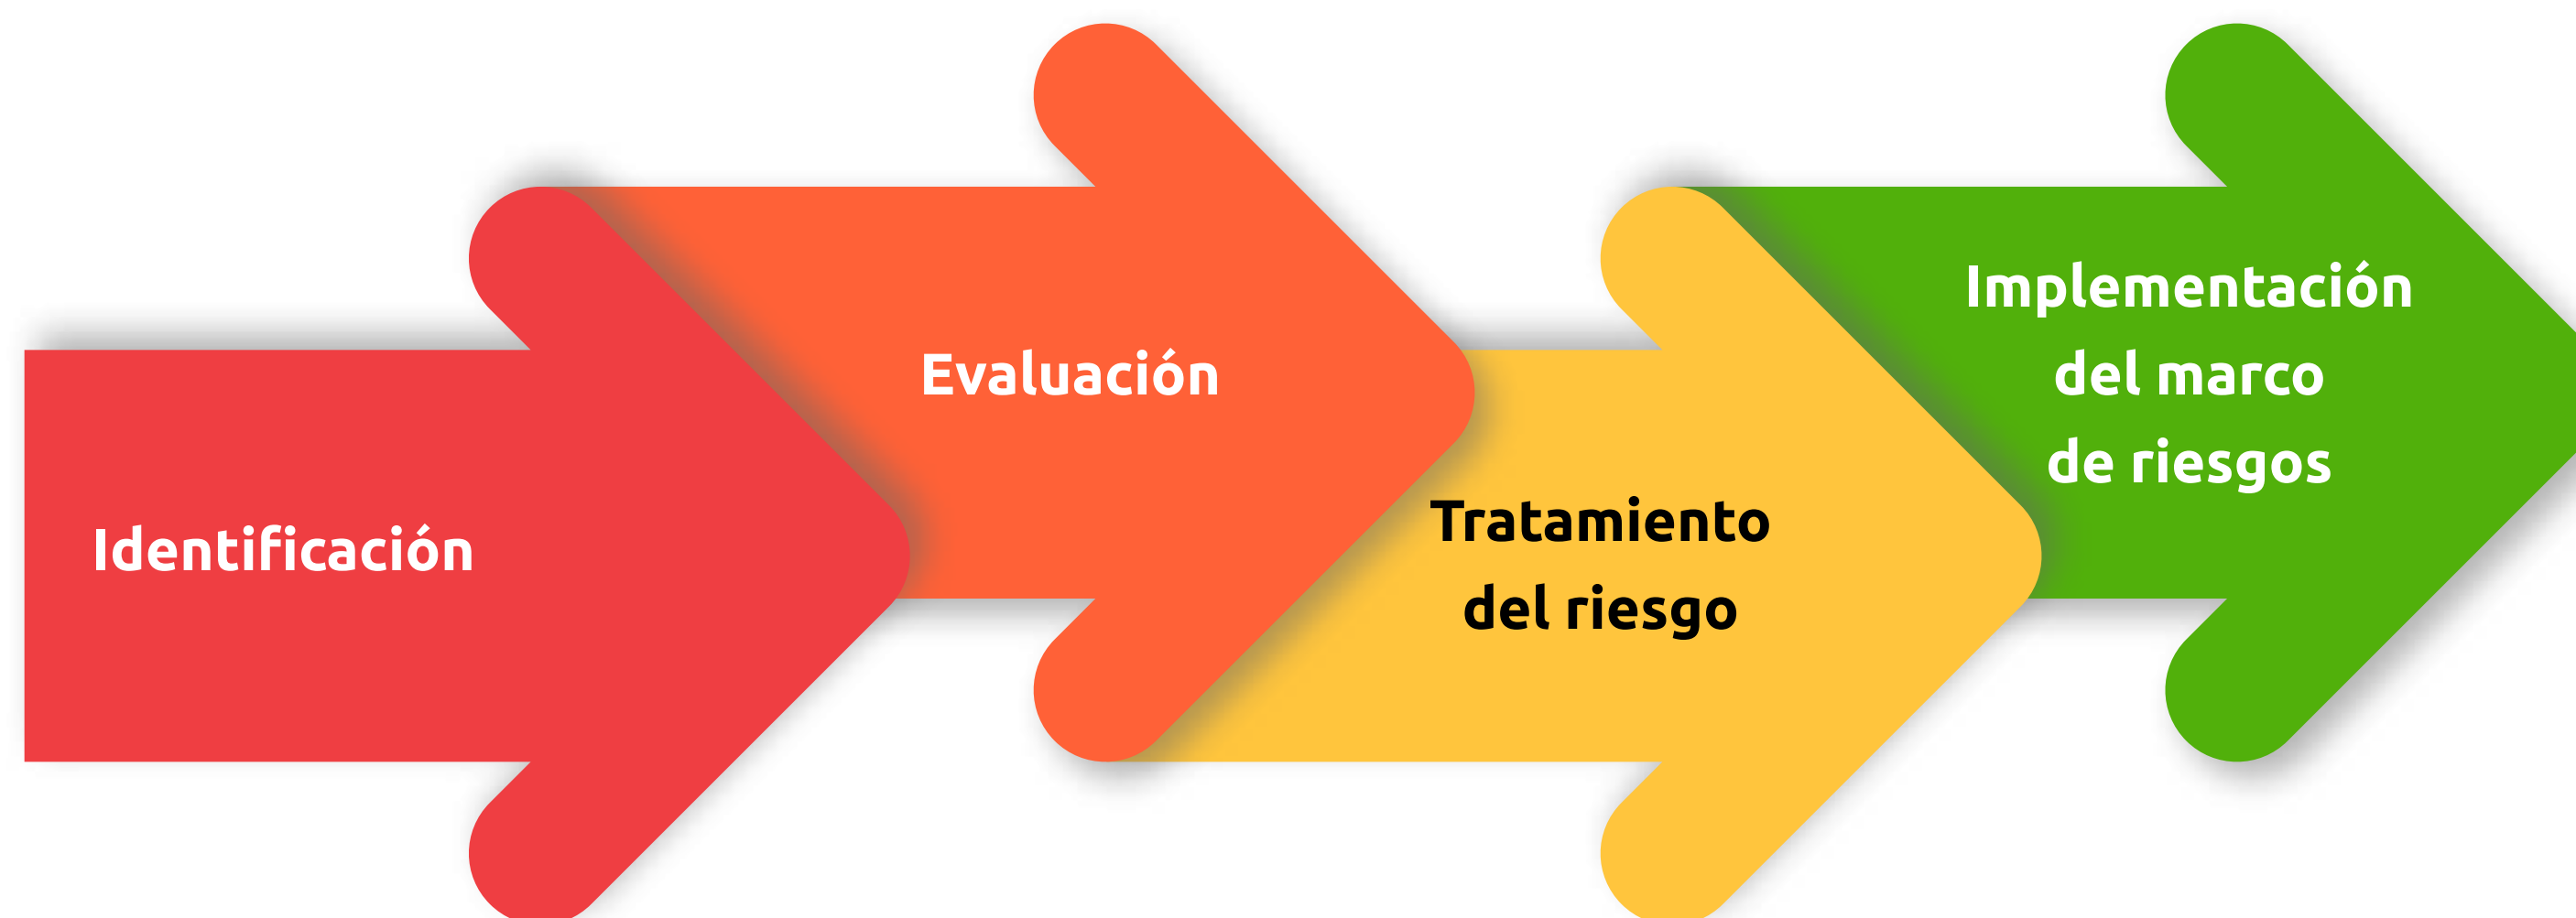 Identificación
Evaluación
Tratamiento
del riesgo
Implementación
del marco
de riesgos